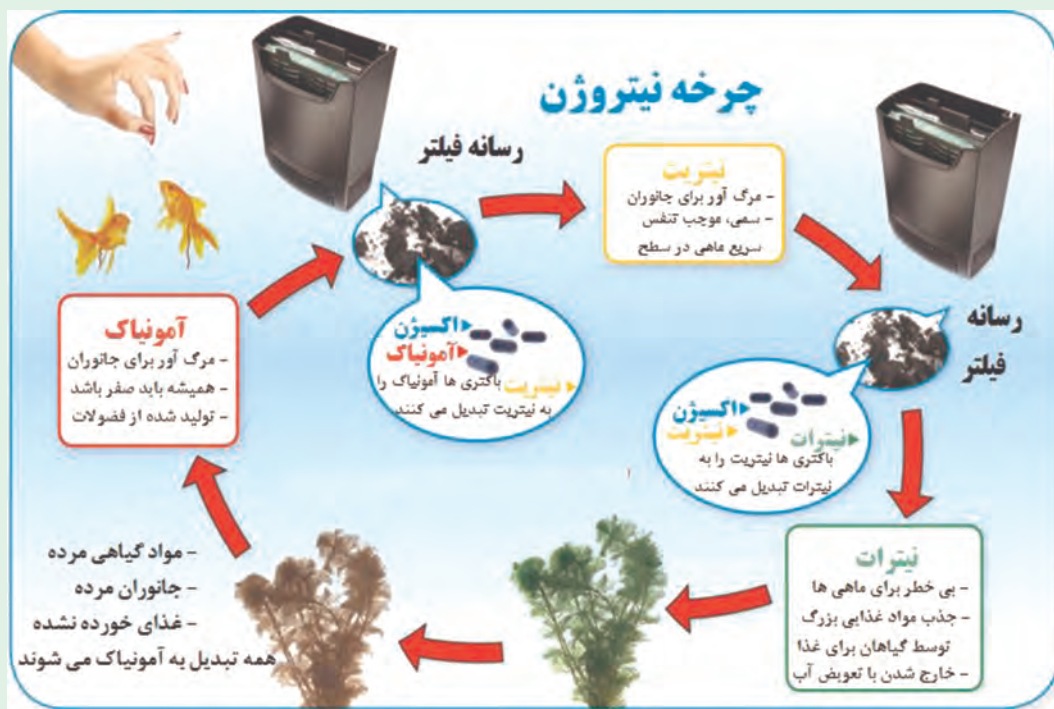 چرخه نیتروژن
رسانه فیلتر
نیتریت
- مرگ آور برای جانوران
- سمی، موجب تنفس
سریع ماهی در سطح
رسانه
فیلتر
آمونیاک
- مرگ آور برای جانوران
- همیشه باید صفر باشد
- تولید شده از فضولات
اکسیژن
آمونیاک
نیتریت
باکتری ها آمونیاک را
به نیتریت تبدیل می کنند
اکسیژن
نیتریت
نیترات
باکتری ها نیتریت را به
نیترات تبدیل می کنند
نیترات
- بی خطر برای ماهی ها
- جذب مواد غذایی بزرگ
توسط گیاهان برای غذا
- خارج شدن با تعویض آب
- مواد گیاهی مرده
- جانوران مرده
- غذای خورده نشده
همه تبدیل به آمونیاک می شوند